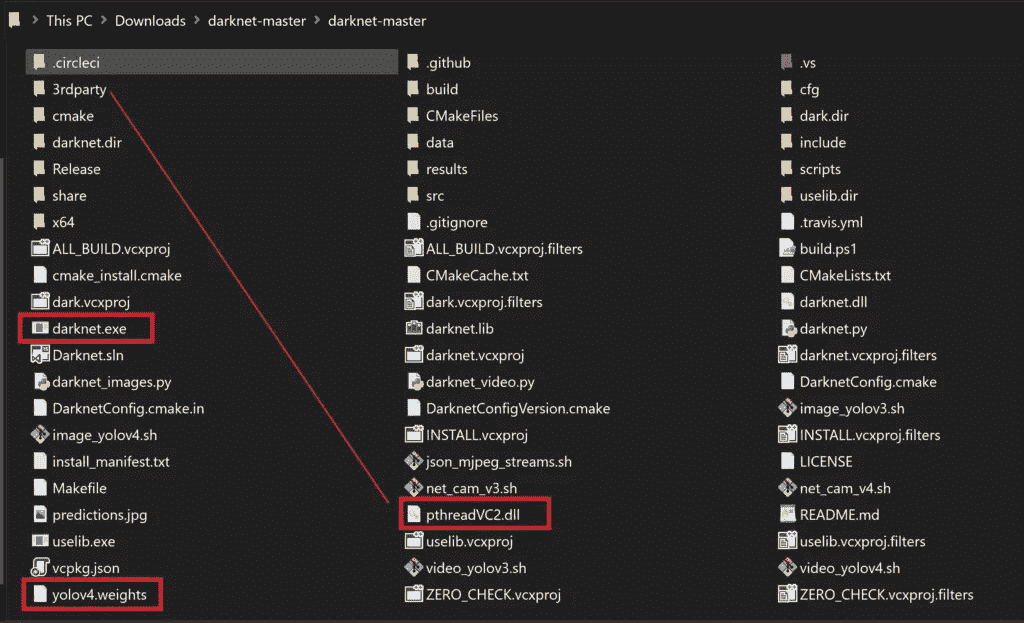 This PC > Downloads > darknet-master > darknet-master
.circleci .github .vs
3rdparty build cfg
cmake CMakeFiles dark.dir
darknet.dir data include
Release results scripts
share src uselib.dir
x64 .gitignore .travis.yml
ALL_BUILD.vcxproj ALL_BUILD.vcxproj.filters build.ps1
cmake_install.cmake CMakeCache.txt CMakeLists.txt
dark.vcxproj dark.vcxproj.filters darknet.dll
darknet.exe darknet.lib darknet.py
Darknet.sln darknet.vcxproj darknet.vcxproj.filters
darknet_images.py darknet_video.py DarknetConfig.cmake
DarknetConfig.cmake.in DarknetConfigVersion.cmake image_yolov3.sh
image_yolov4.sh INSTALL.vcxproj INSTALL.vcxproj.filters
install_manifest.txt json_mjpeg_streams.sh LICENSE
Makefile net_cam_v3.sh net_cam_v4.sh
predictions.jpg pthreadVC2.dll README.md
uselib.exe uselib.vcxproj uselib.vcxproj.filters
vcpkg.json video_yolov3.sh video_yolov4.sh
yolov4.weights ZERO_CHECK.vcxproj ZERO_CHECK.vcxproj.filters